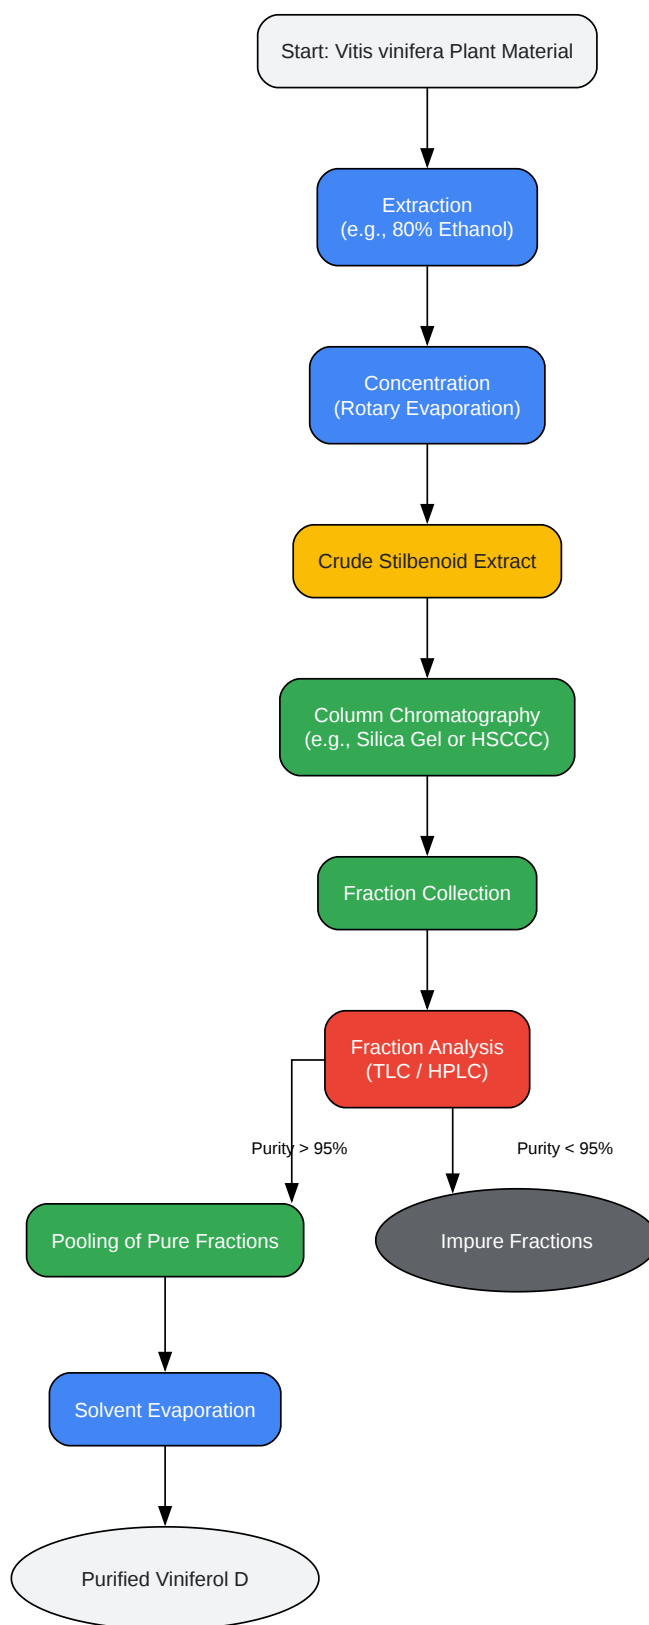 Start: Vitis vinifera Plant Material
Extraction
(e.g., 80% Ethanol)
Concentration
(Rotary Evaporation)
Crude Stilbenoid Extract
Column Chromatography
(e.g., Silica Gel or HSCCC)
Fraction Collection
Fraction Analysis
(TLC / HPLC)
Purity > 95%
Purity < 95%
Pooling of Pure Fractions
Impure Fractions
Solvent Evaporation
Purified Viniferol D